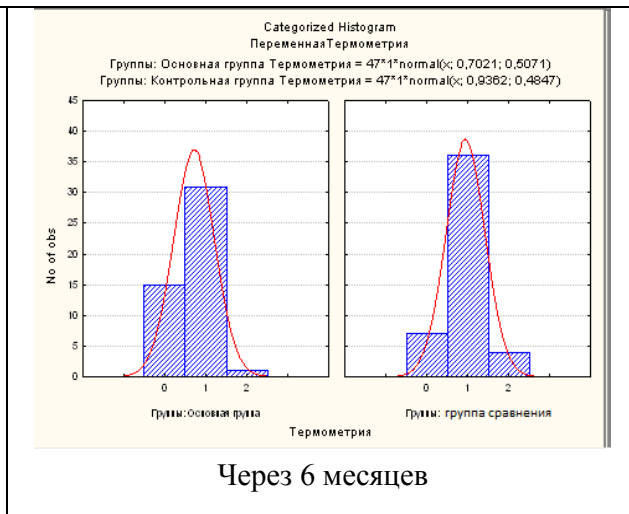 Categorized Histogram
ПеременнаяТермометрия
Группы: Основная группа Термометрия = 47*1*normal(x; 0,7021; 0,5071)
Группы: Контрольная группа Термометрия = 47*1*normal(x; 0,9362; 0,4847)
45
40
35
30
25
20
15
10
5
0
No of obs
0 1 2
0 1 2
Группы: Основная группа
Группы: группа сравнения
Термометрия
Через 6 месяцев